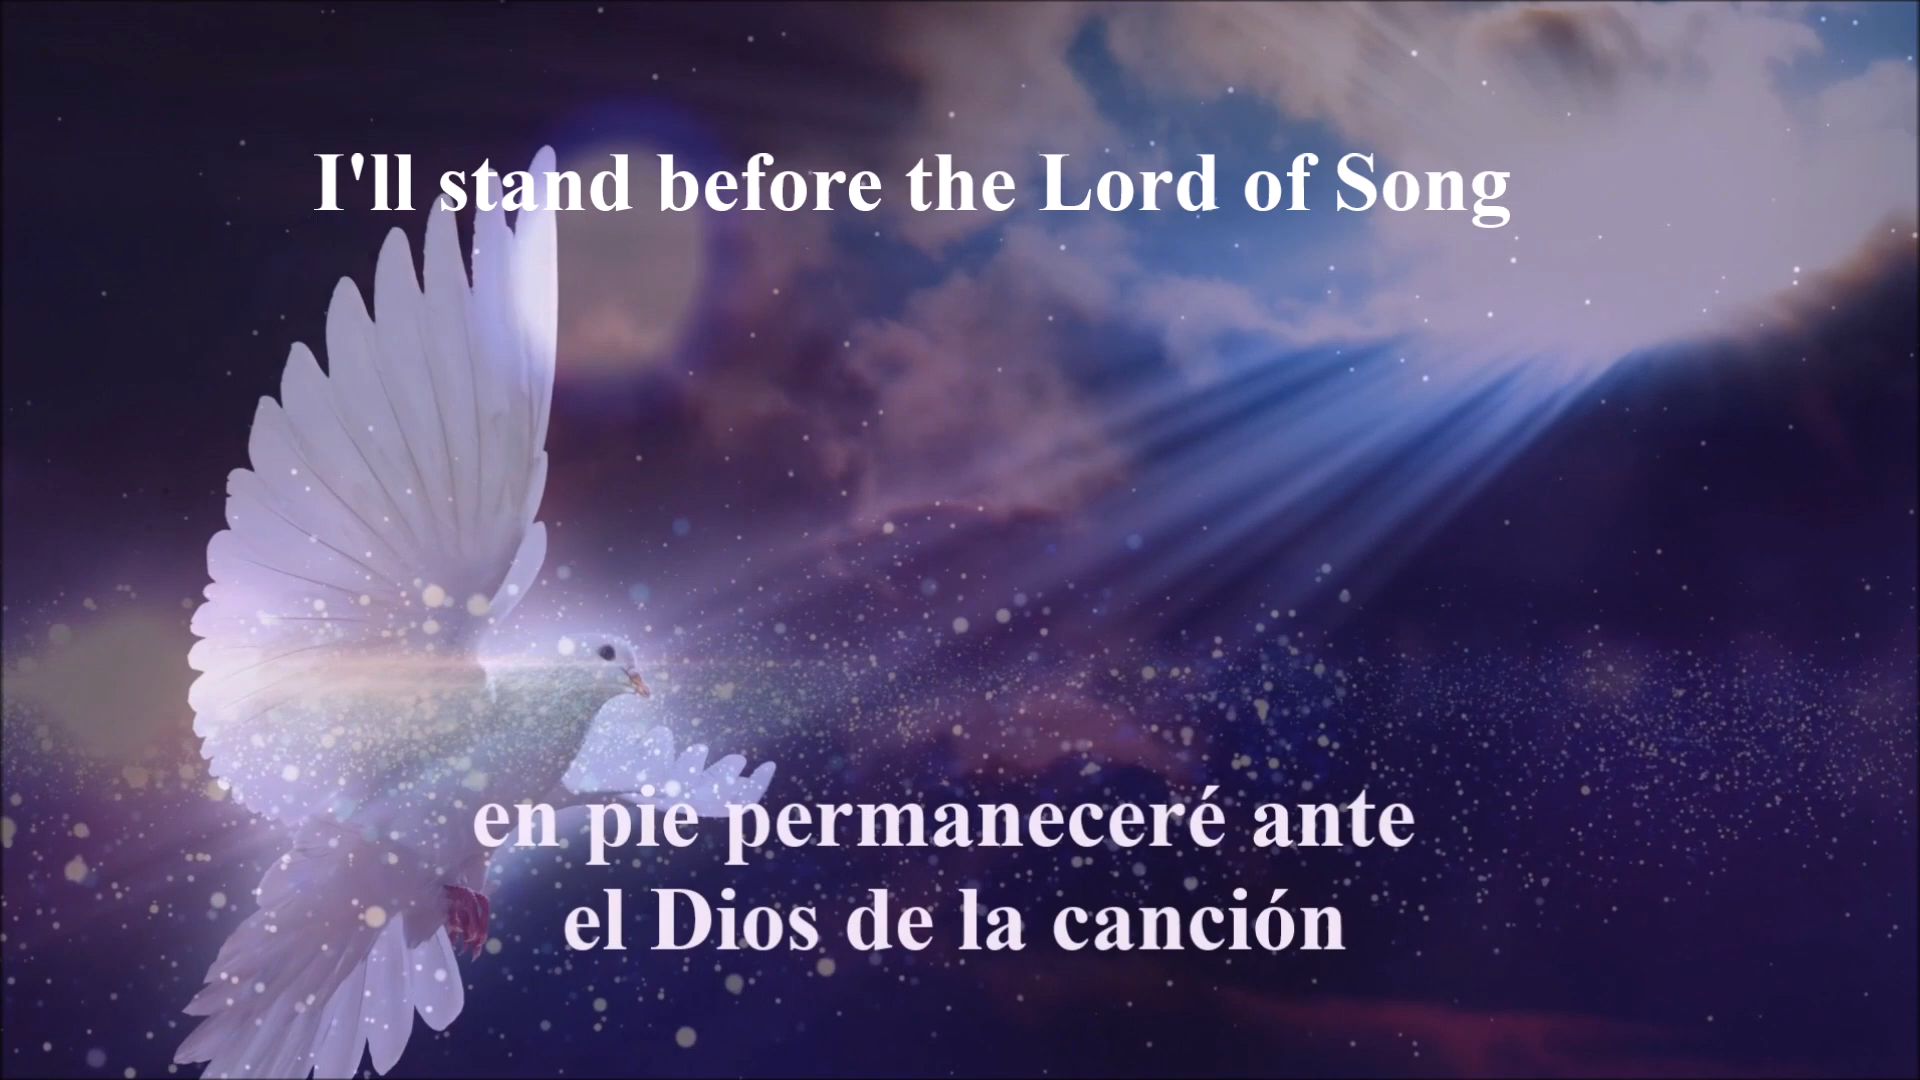 I'll stand before the Lord of Song
en pie permaneceré ante
el Dios de la canción